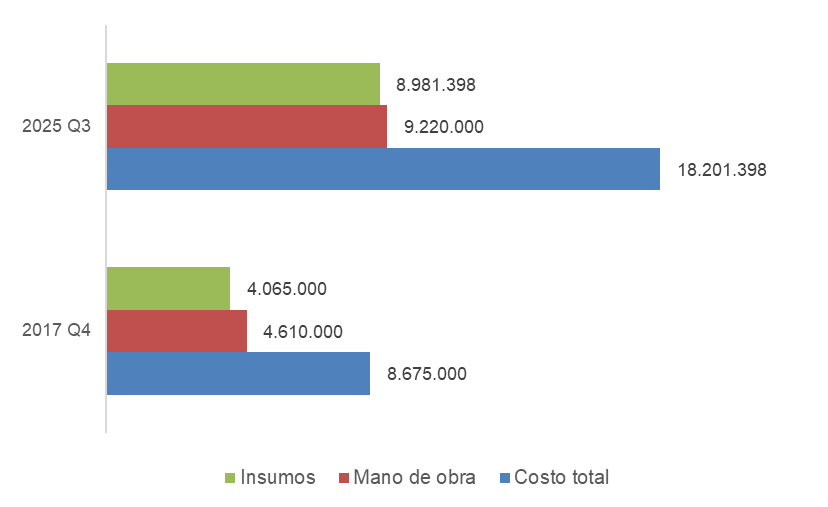 8.981.398
2025 Q3
9.220.000
18.201.398
4.065.000
2017 Q4
4.610.000
8.675.000
Insumos Mano de obra Costo total